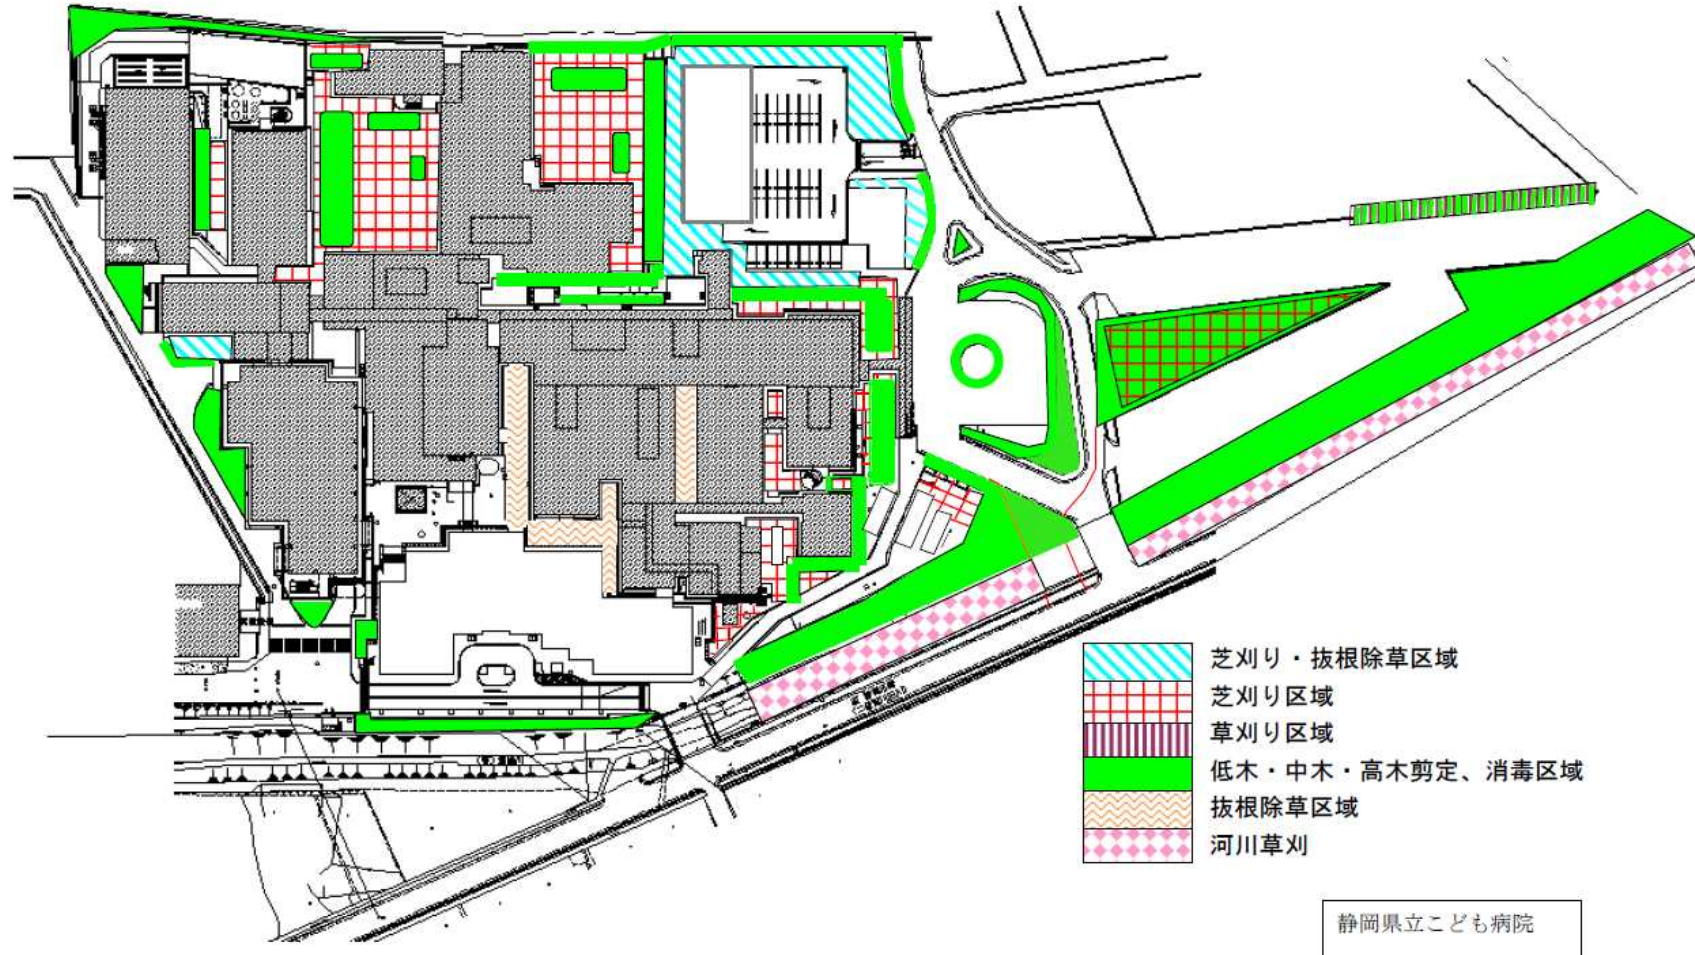 芝刈り・抜根除草区域
芝刈り区域
草刈り区域
低木・中木・高木剪定、消毒区域
抜根除草区域
河川草刈
静岡県立こども病院